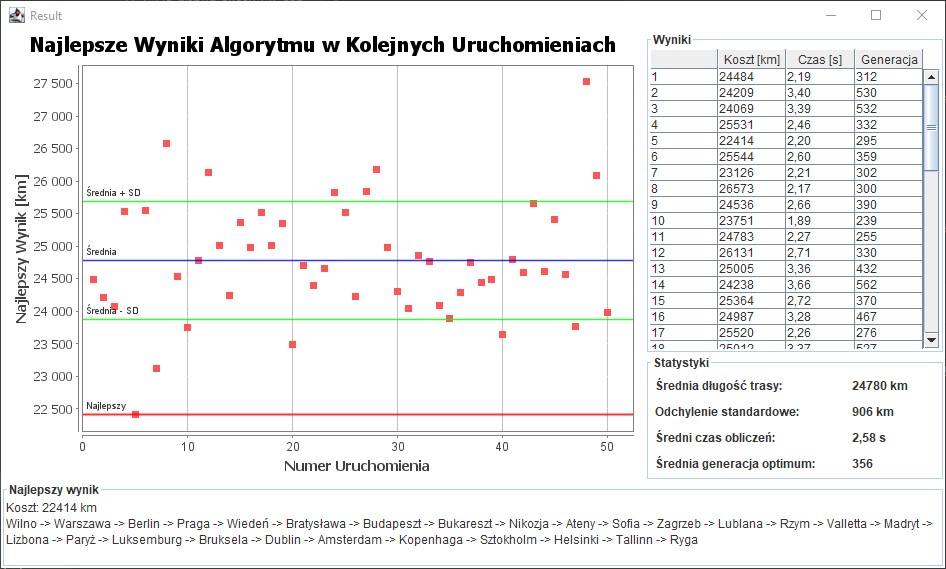 Result
Najlepsze Wyniki Algorytmu w Kolejnych Uruchomieniach
27 500
27 000
26 500
26 000
25 500
25 000
24 500
24 000
23 500
23 000
22 500
Najlepszy Wynik [km]
Średnia + SD
Średnia
Średnia - SD
Najlepszy
0 10 20 30 40 50
Numer Uruchomienia
Wyniki
Koszt [km] Czas [s] Generacja
1 24484 2,19 312
2 24209 3,40 530
3 24069 3,39 532
4 25531 2,46 332
5 22414 2,20 295
6 25544 2,60 359
7 23126 2,21 302
8 26573 2,17 300
9 24536 2,66 390
10 23751 1,89 239
11 24783 2,27 255
12 26131 2,71 330
13 25005 3,36 432
14 24238 3,66 562
15 25364 2,72 370
16 24987 3,28 467
17 25520 2,26 276
18 25012 3,37 527
Statystyki
Średnia długość trasy: 24780 km
Odchylenie standardowe: 906 km
Średni czas obliczeń: 2,58 s
Średnia generacja optimum: 356
Najlepszy wynik
Koszt: 22414 km
Wilno -> Warszawa -> Berlin -> Praga -> Wiedeń -> Bratysława -> Budapeszt -> Bukareszt -> Nikozja -> Ateny -> Sofia -> Zagrzeb -> Lublana -> Rzym -> Valletta -> Madryt ->
Lizbona -> Paryż -> Luksemburg -> Bruksela -> Dublin -> Amsterdam -> Kopenhaga -> Sztokholm -> Helsinki -> Tallinn -> Ryga